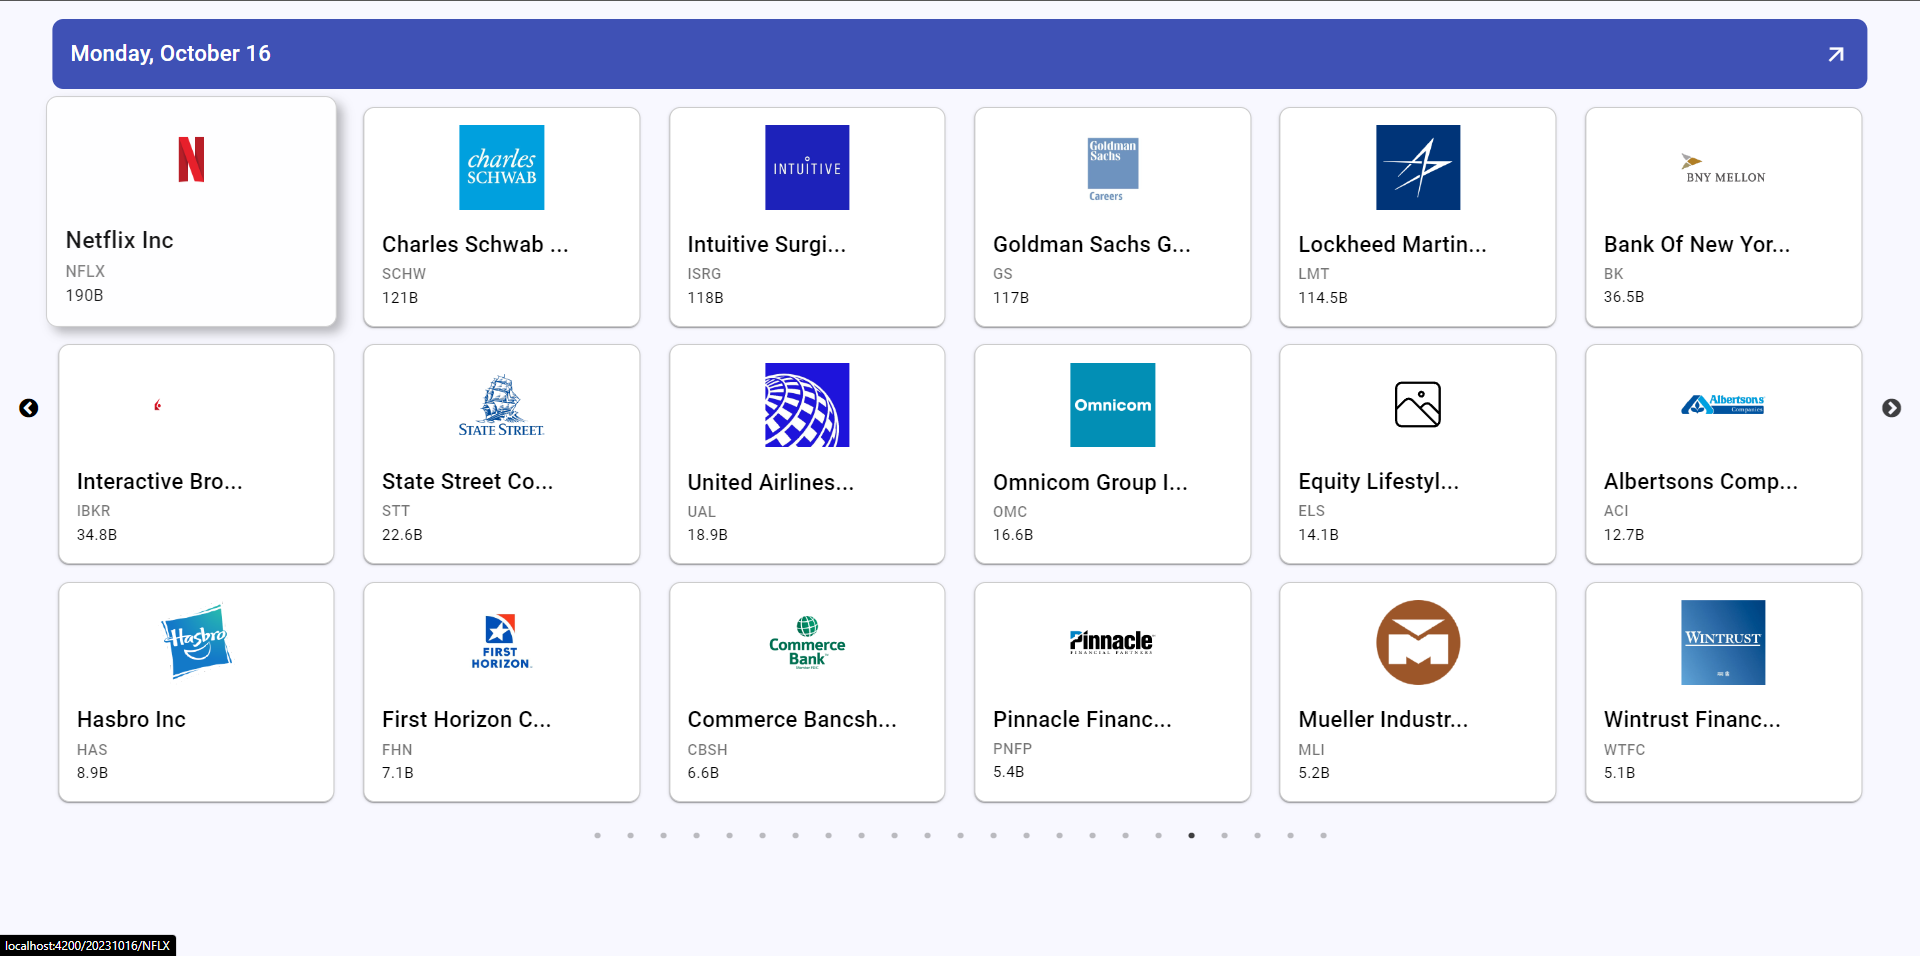 Monday, October 16
Netflix Inc
NFLX
190B
charles
SCHWAB
Charles Schwab ...
SCHW
121B
INTUITIVE
Intuitive Surgi...
ISRG
118B
Goldman
Sachs
Careers
Goldman Sachs G...
GS
117B
Lockheed Martin...
LMT
114.5B
BNY MELLON
Bank Of New Yor...
BK
36.5B
Interactive Bro...
IBKR
34.8B
STATE STREET
State Street Co...
STT
22.6B
United Airlines...
UAL
18.9B
Omnicom
Omnicom Group I...
OMC
16.6B
Equity Lifestyl...
ELS
14.1B
Albertsons
Companies
Albertsons Comp...
ACI
12.7B
Hasbro
Hasbro Inc
HAS
8.9B
FIRST
HORIZON
First Horizon C...
FHN
7.1B
Commerce
Bank
Commerce Bancsh...
CBSH
6.6B
Pinnacle
FINANCIAL PARTNERS
Pinnacle Financ...
PNFP
5.4B
Mueller Industr...
MLI
5.2B
WINTRUST
Wintrust Financ...
WTFC
5.1B
localhost:4200/20231016/NFLX